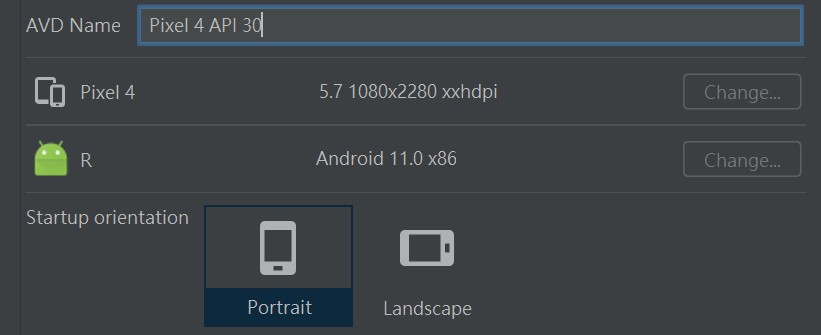 AVD Name Pixel 4 API 30
Pixel 4 5.7 1080x2280 xxhdpi Change...
R Android 11.0 x86 Change...
Startup orientation
Portrait Landscape